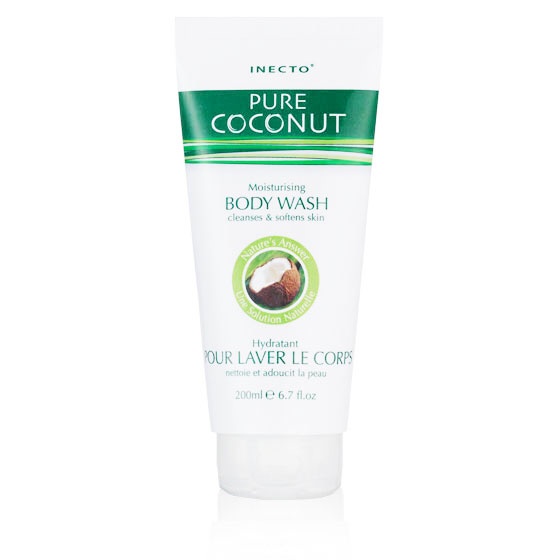 INECTO®
PURE
COCONUT
Moisturising
BODY WASH
cleanses & softens skin
Nature's Answer
Une Solution Naturelle
Hydratant
POUR LAVER LE CORPS
nettoie et adoucit la peau
200ml ℮ 6.7 fl.oz